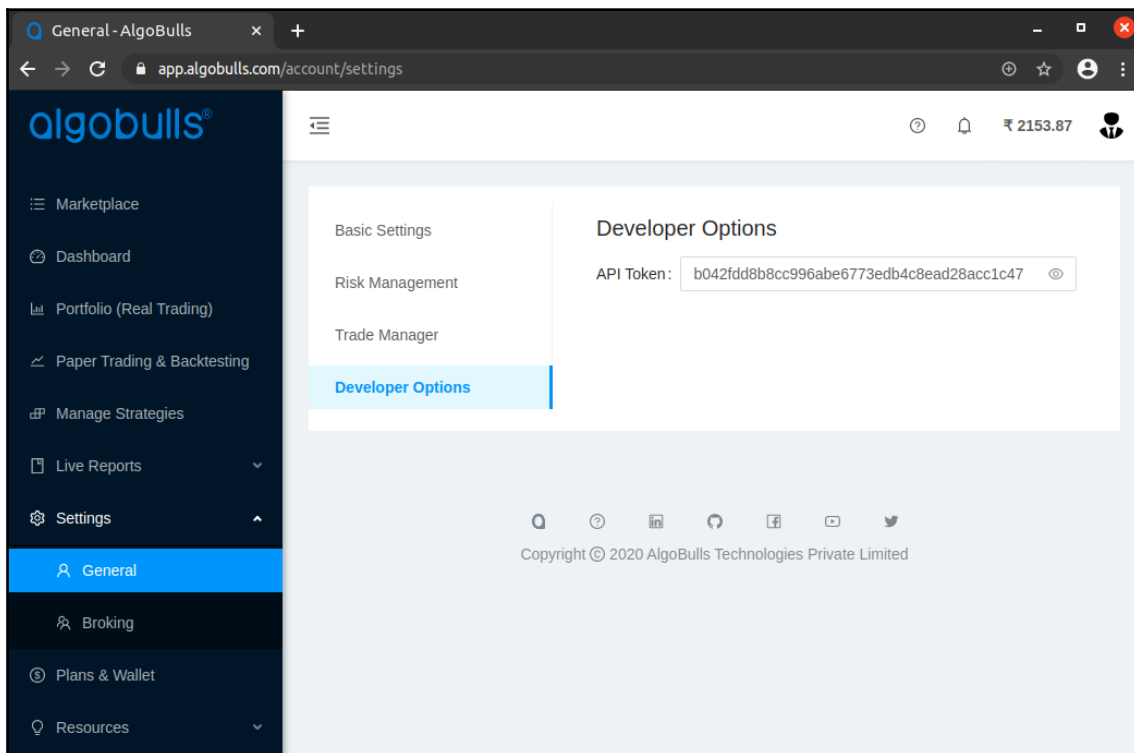 General - AlgoBulls
app.algobulls.com/account/settings
algobulls®
₹ 2153.87
Marketplace
Dashboard
Portfolio (Real Trading)
Paper Trading & Backtesting
Manage Strategies
Live Reports
Settings
General
Broking
Plans & Wallet
Resources
Basic Settings
Risk Management
Trade Manager
Developer Options
Developer Options
API Token: b042fdd8b8cc996abe6773edb4c8ead28acc1c47
Copyright © 2020 AlgoBulls Technologies Private Limited